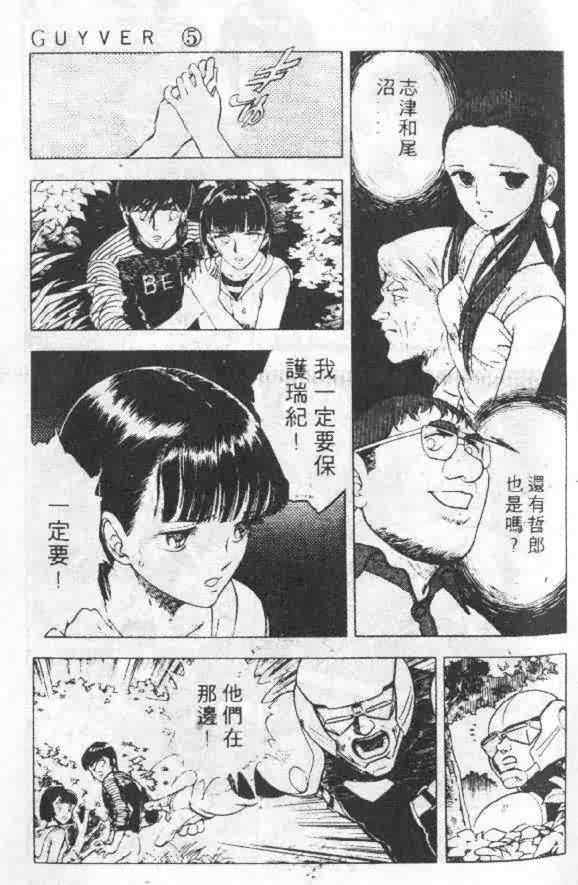 GUYVER ⑤
志津和尾
沼……
還有哲郎
也是嗎？
BE
我一定要保
護瑞紀！
一定要！
他們在
那邊！